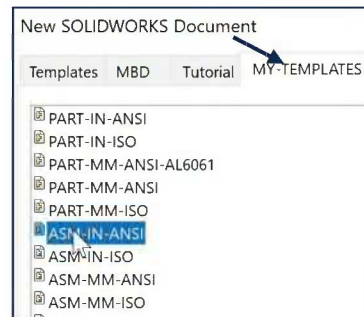 New SOLIDWORKS Document
Templates MBD Tutorial MY-TEMPLATES
PART-IN-ANSI
PART-IN-ISO
PART-MM-ANSI-AL6061
PART-MM-ANSI
PART-MM-ISO
ASM-IN-ANSI
ASM-IN-ISO
ASM-MM-ANSI
ASM-MM-ISO